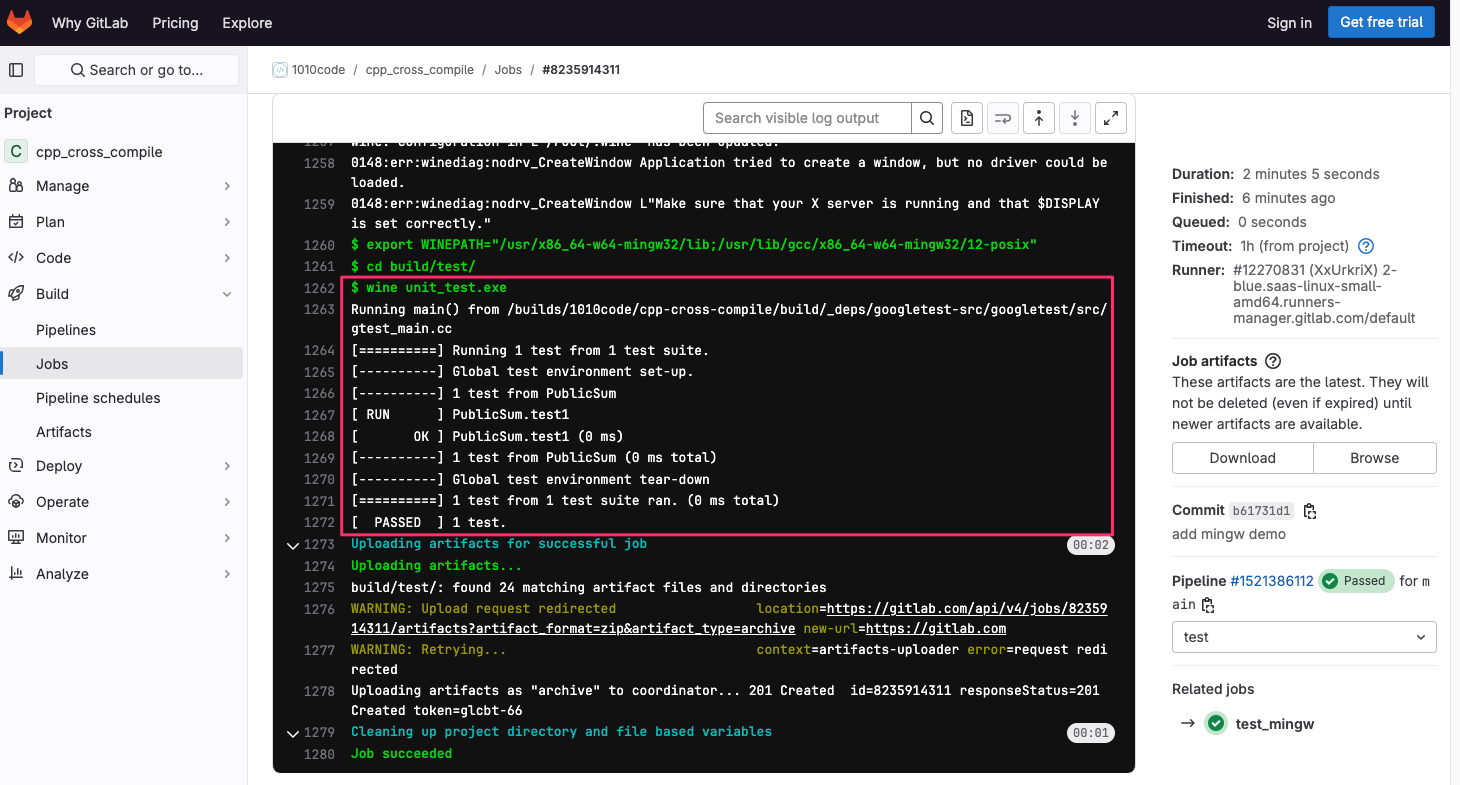 Why GitLab Pricing Explore Sign in Get free trial
Search or go to...
1010code / cpp_cross_compile / Jobs / #8235914311
Project
C cpp_cross_compile
Manage
Plan
Code
Build
Pipelines
Jobs
Pipeline schedules
Artifacts
Deploy
Operate
Monitor
Analyze
Search visible log output
1257 wine: configuration in L"/root/.wine" has been updated.
1258 0148:err:winediag:nodrv_CreateWindow Application tried to create a window, but no driver could be
loaded.
1259 0148:err:winediag:nodrv_CreateWindow L"Make sure that your X server is running and that $DISPLAY
is set correctly."
1260 $ export WINEPATH="/usr/x86_64-w64-mingw32/lib;/usr/lib/gcc/x86_64-w64-mingw32/12-posix"
1261 $ cd build/test/
1262 $ wine unit_test.exe
1263 Running main() from /builds/1010code/cpp-cross-compile/build/_deps/googletest-src/googletest/src/
gtest_main.cc
1264 [==========] Running 1 test from 1 test suite.
1265 [----------] Global test environment set-up.
1266 [----------] 1 test from PublicSum
1267 [ RUN      ] PublicSum.test1
1268 [       OK ] PublicSum.test1 (0 ms)
1269 [----------] 1 test from PublicSum (0 ms total)
1270 [----------] Global test environment tear-down
1271 [==========] 1 test from 1 test suite ran. (0 ms total)
1272 [  PASSED  ] 1 test.
1273 Uploading artifacts for successful job 00:02
1274 Uploading artifacts...
1275 build/test/: found 24 matching artifact files and directories
1276 WARNING: Upload request redirected location=https://gitlab.com/api/v4/jobs/82359
14311/artifacts?artifact_format=zip&artifact_type=archive new-url=https://gitlab.com
1277 WARNING: Retrying... context=artifacts-uploader error=request redi
rected
1278 Uploading artifacts as "archive" to coordinator... 201 Created  id=8235914311 responseStatus=201
Created token=glcbt-66
1279 Cleaning up project directory and file based variables 00:01
1280 Job succeeded
Duration: 2 minutes 5 seconds
Finished: 6 minutes ago
Queued: 0 seconds
Timeout: 1h (from project)
Runner: #12270831 (XxUrkriX) 2-
blue.saas-linux-small-
amd64.runners-
manager.gitlab.com/default
Job artifacts
These artifacts are the latest. They will
not be deleted (even if expired) until
newer artifacts are available.
Download Browse
Commit b61731d1
add mingw demo
Pipeline #1521386112 Passed for m
ain
test
Related jobs
→ test_mingw